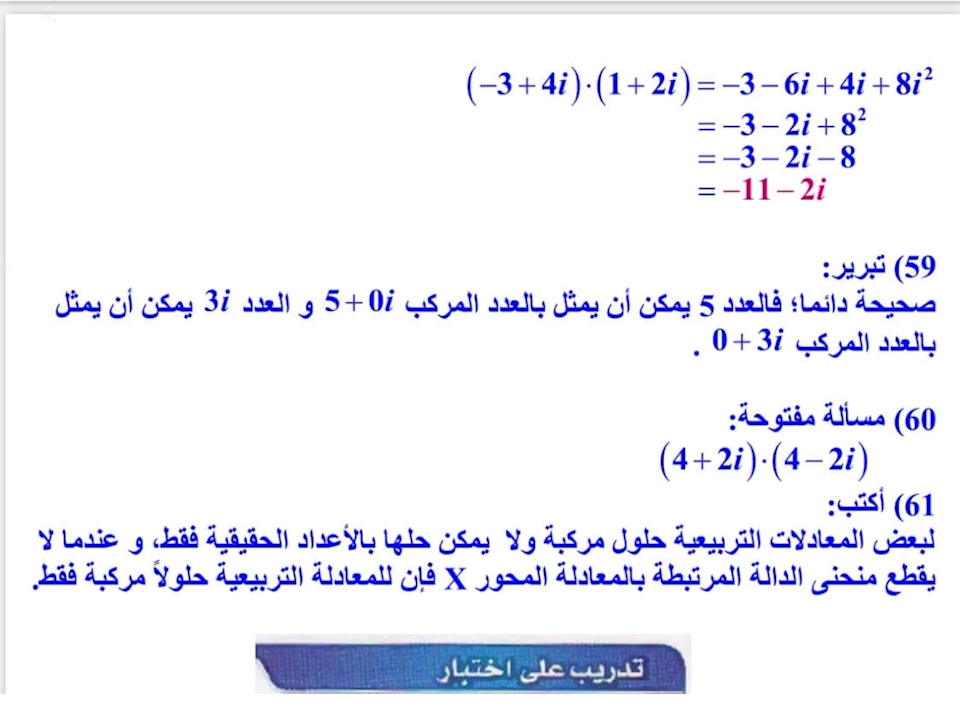 (−3+4i)·(1+2i) = −3−6i+4i+8i²
= −3−2i+8²
= −3−2i−8
= −11−2i
59) تبرير:
صحيحة دائما؛ فالعدد 5 يمكن أن يمثل بالعدد المركب 5+0i و العدد 3i يمكن أن يمثل
بالعدد المركب 0+3i .
60) مسألة مفتوحة:
(4+2i)·(4−2i)
61) أكتب:
لبعض المعادلات التربيعية حلول مركبة ولا يمكن حلها بالأعداد الحقيقية فقط، و عندما لا
يقطع منحنى الدالة المرتبطة بالمعادلة المحور X فإن للمعادلة التربيعية حلولاً مركبة فقط.
تدريب على اختبار